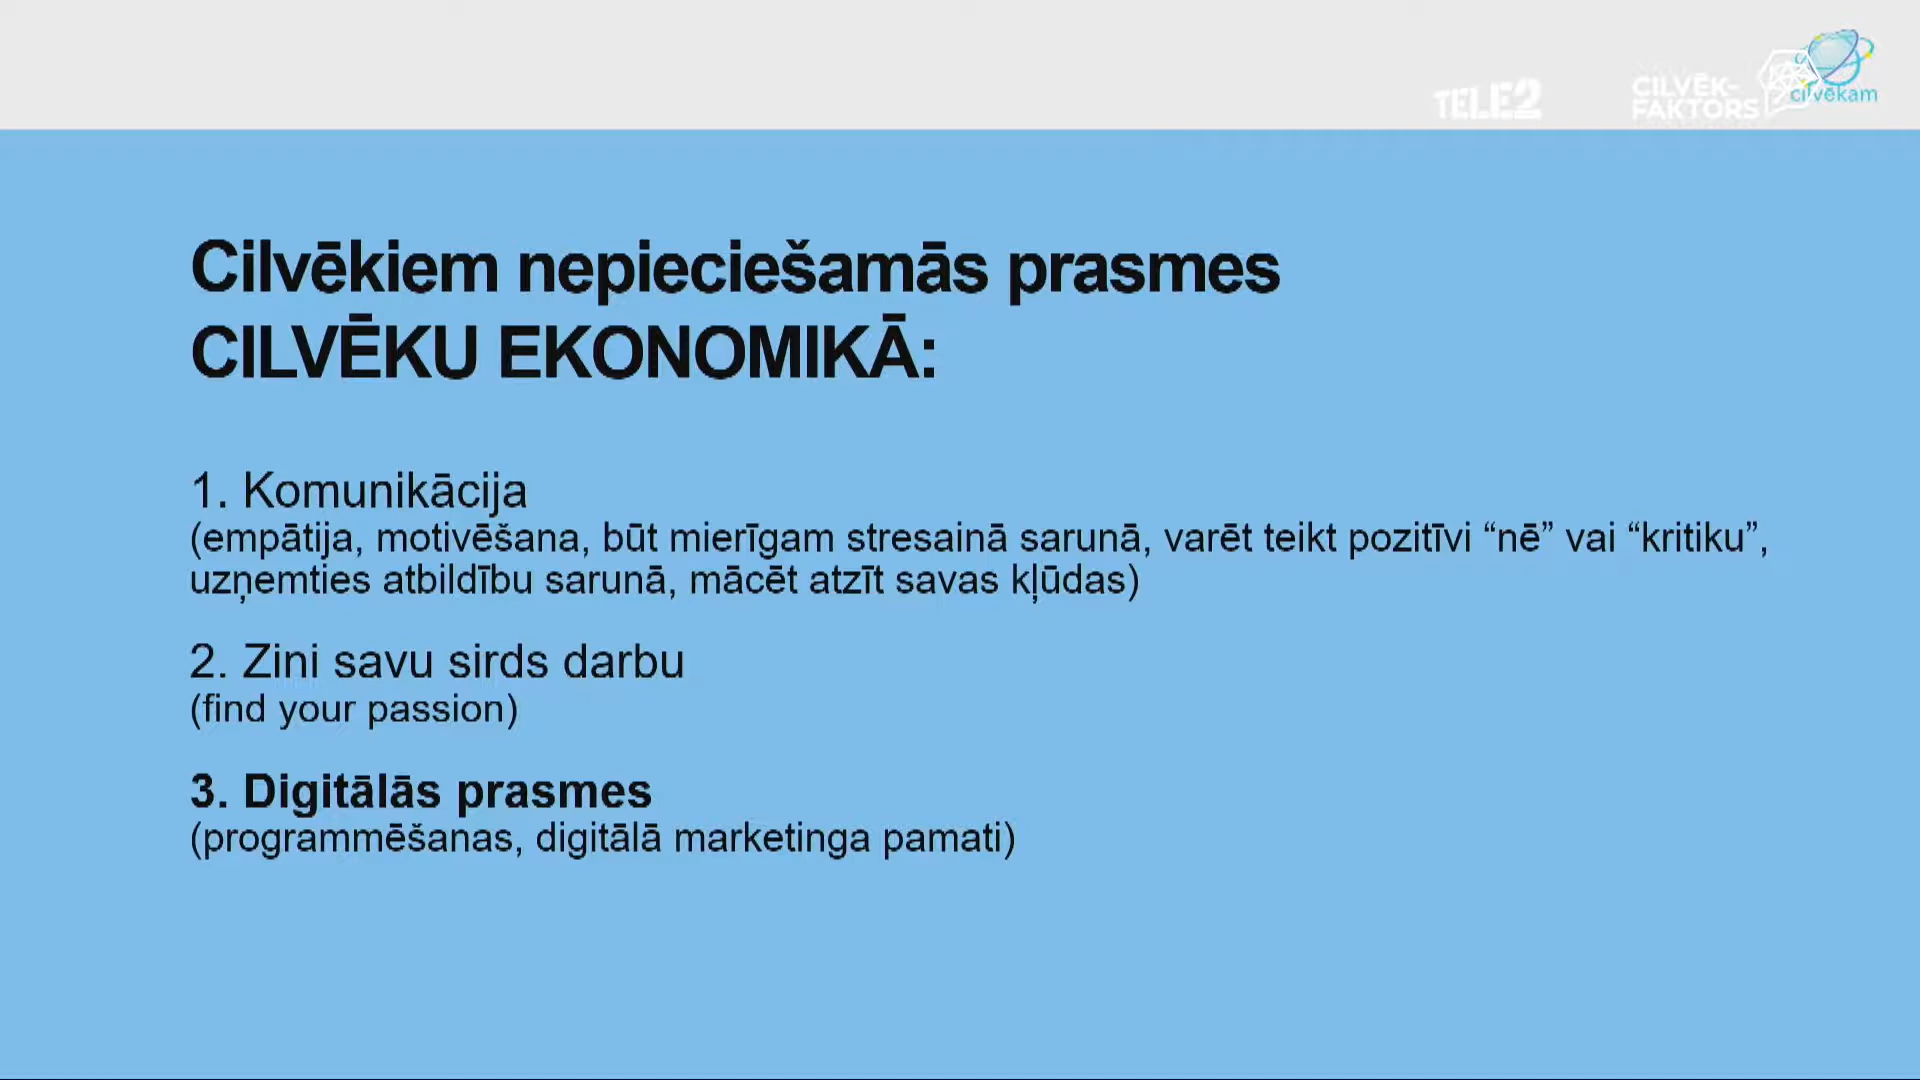 TELE2
CILVĒK-
FAKTORS
cilvēkam
Cilvēkiem nepieciešamās prasmes
CILVĒKU EKONOMIKĀ:
1. Komunikācija
(empātija, motivēšana, būt mierīgam stresainā sarunā, varēt teikt pozitīvi “nē” vai “kritiku”,
uzņemties atbildību sarunā, mācēt atzīt savas kļūdas)
2. Zini savu sirds darbu
(find your passion)
3. Digitālās prasmes
(programmēšanas, digitālā marketinga pamati)